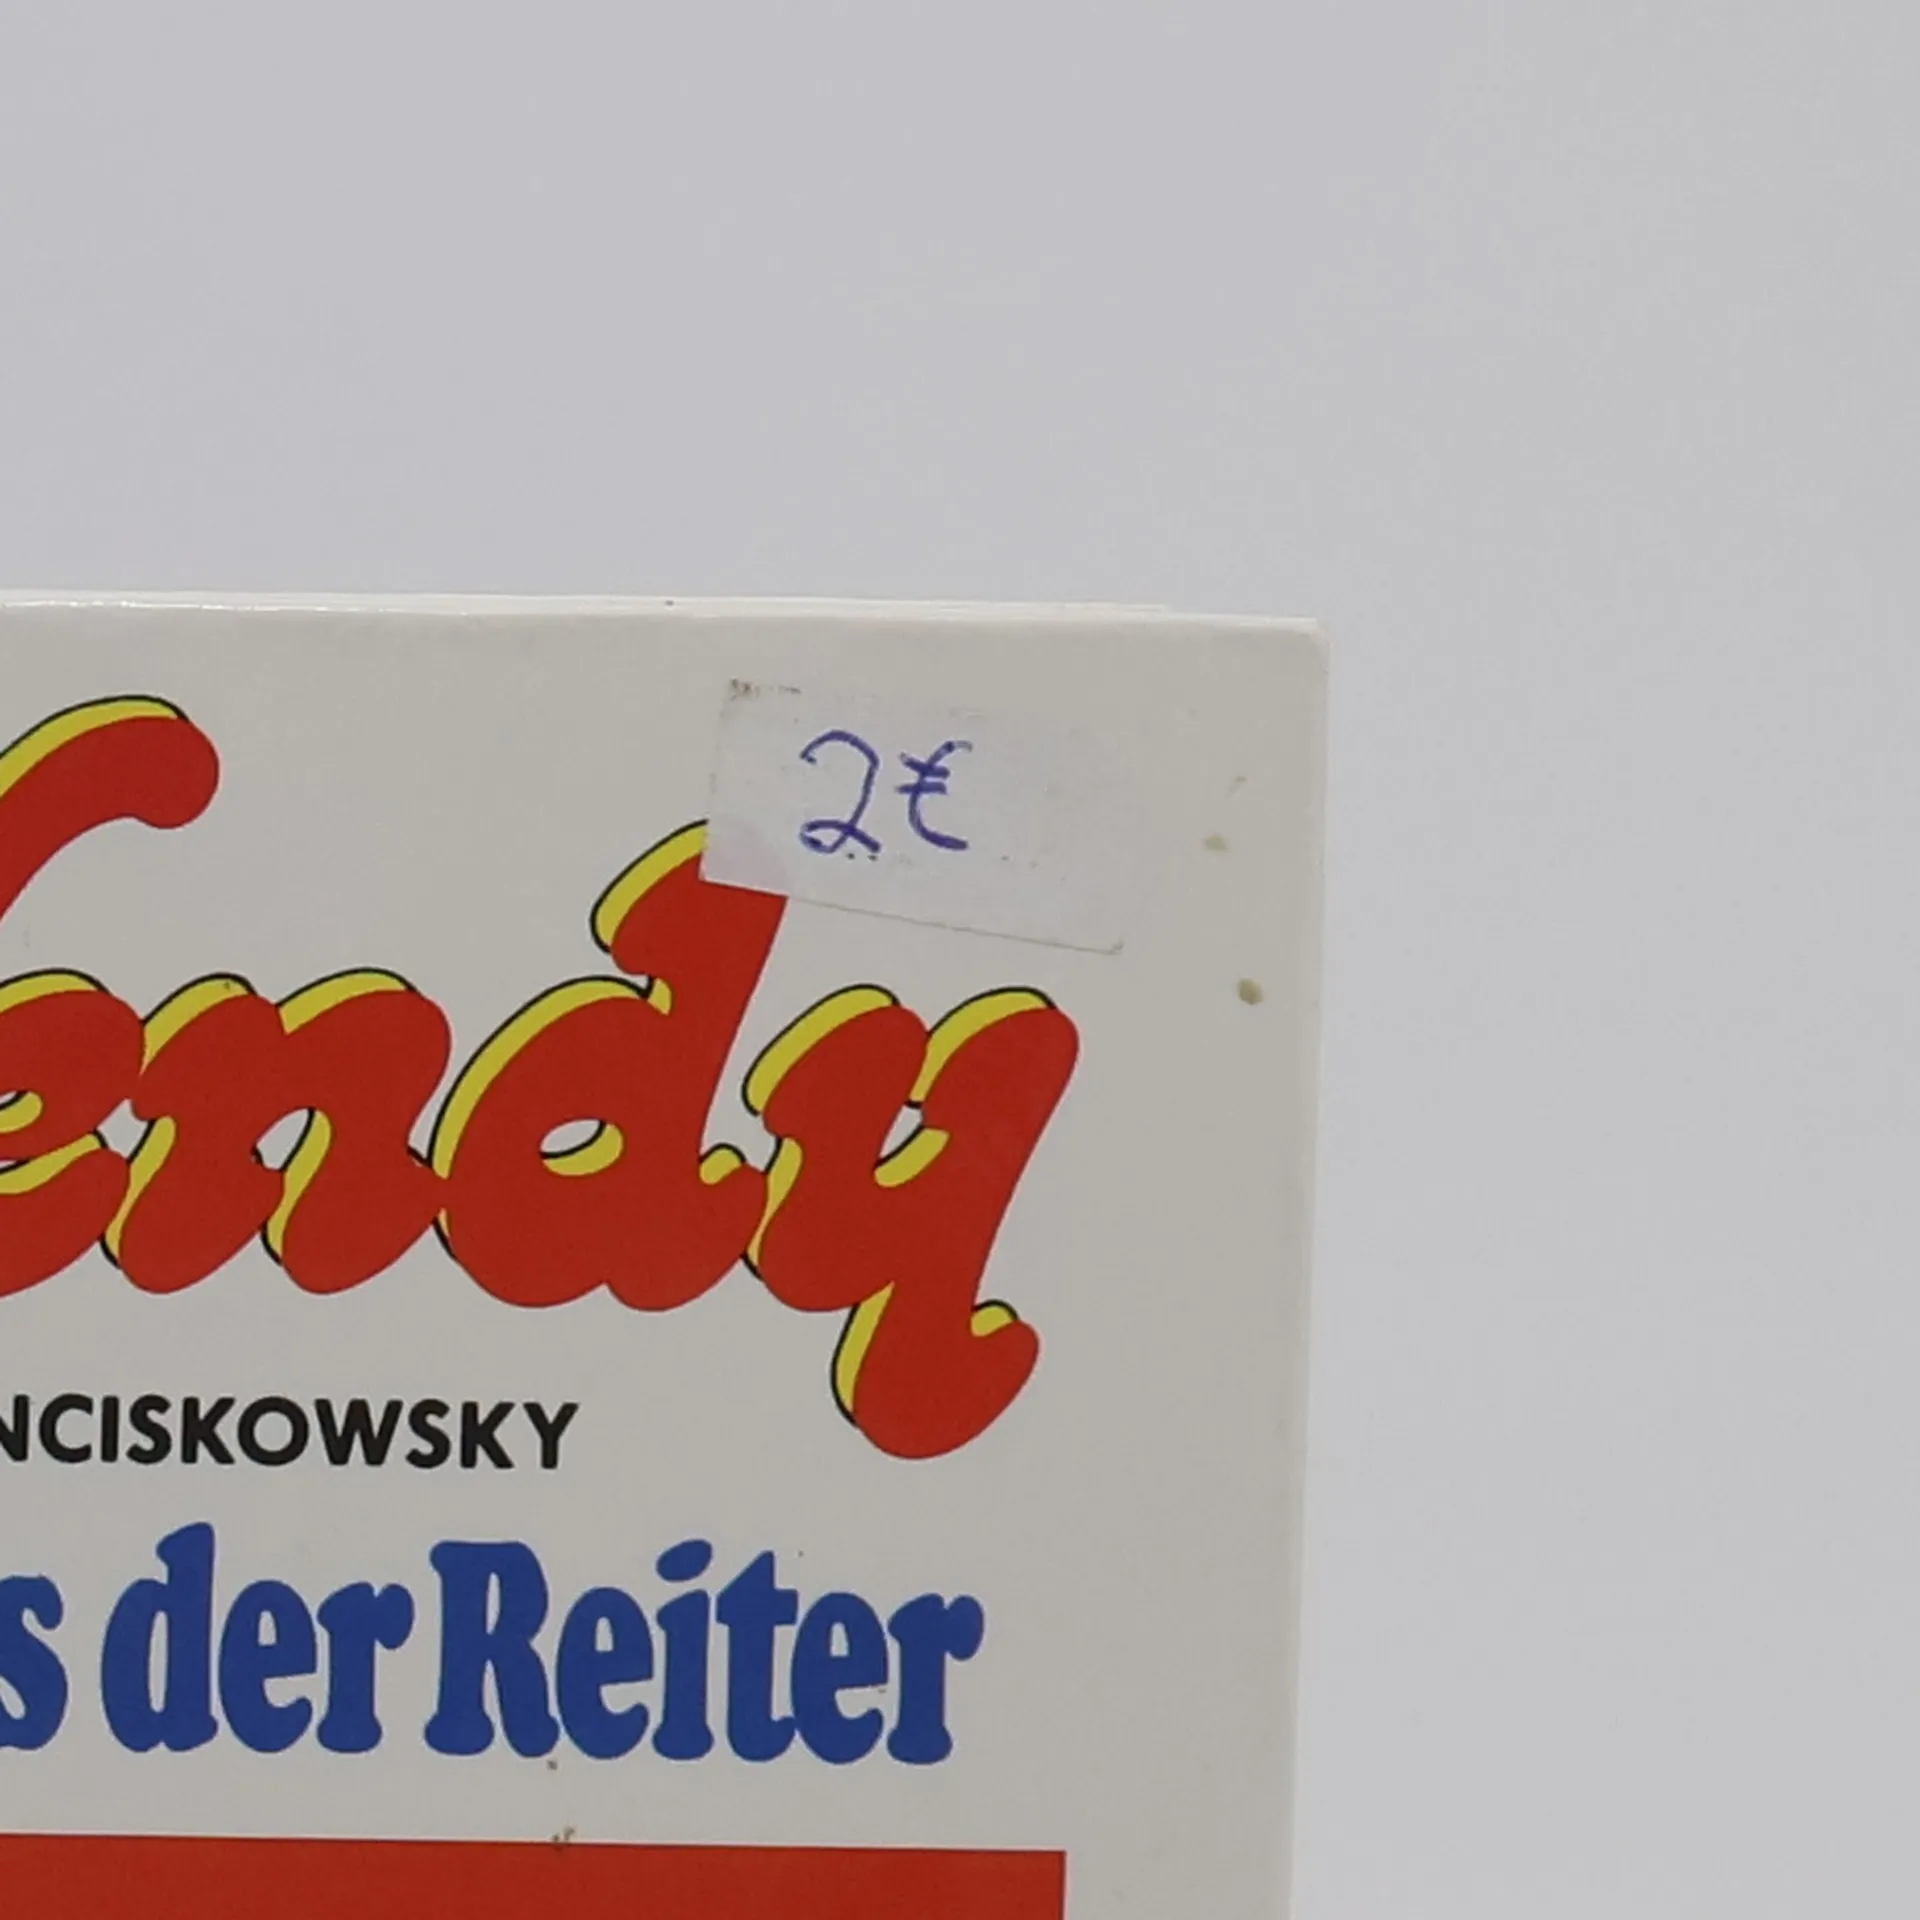 2€
endy
NCISKOWSKY
s der Reiter